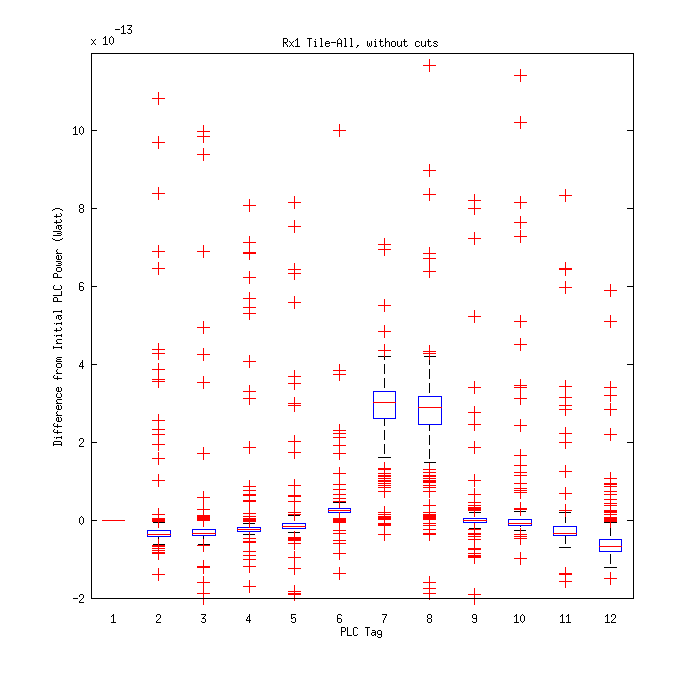 x 10-13
Rx1 Tile-All, without cuts
10
8
6
4
2
0
-2
Difference from Initial PLC Power (Watt)
1 2 3 4 5 6 7 8 9 10 11 12
PLC Tag